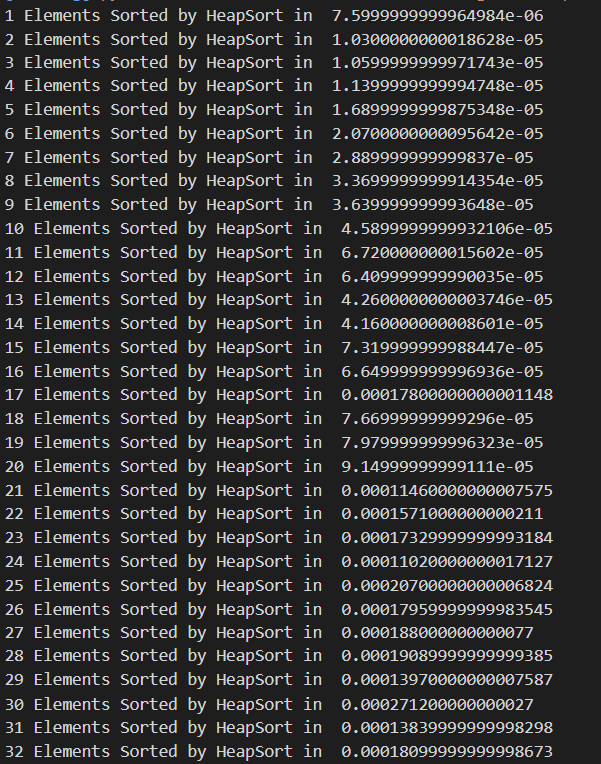 1 Elements Sorted by HeapSort in  7.5999999999964984e-06
2 Elements Sorted by HeapSort in  1.0300000000018628e-05
3 Elements Sorted by HeapSort in  1.0599999999971743e-05
4 Elements Sorted by HeapSort in  1.1399999999994748e-05
5 Elements Sorted by HeapSort in  1.6899999999875348e-05
6 Elements Sorted by HeapSort in  2.0700000000095642e-05
7 Elements Sorted by HeapSort in  2.889999999999837e-05
8 Elements Sorted by HeapSort in  3.3699999999914354e-05
9 Elements Sorted by HeapSort in  3.639999999993648e-05
10 Elements Sorted by HeapSort in  4.5899999999932106e-05
11 Elements Sorted by HeapSort in  6.720000000015602e-05
12 Elements Sorted by HeapSort in  6.409999999990035e-05
13 Elements Sorted by HeapSort in  4.2600000000003746e-05
14 Elements Sorted by HeapSort in  4.160000000008601e-05
15 Elements Sorted by HeapSort in  7.319999999988447e-05
16 Elements Sorted by HeapSort in  6.649999999996936e-05
17 Elements Sorted by HeapSort in  0.00017800000000001148
18 Elements Sorted by HeapSort in  7.66999999999296e-05
19 Elements Sorted by HeapSort in  7.979999999996323e-05
20 Elements Sorted by HeapSort in  9.14999999999111e-05
21 Elements Sorted by HeapSort in  0.00011460000000007575
22 Elements Sorted by HeapSort in  0.0001571000000000211
23 Elements Sorted by HeapSort in  0.00017329999999993184
24 Elements Sorted by HeapSort in  0.00011020000000017127
25 Elements Sorted by HeapSort in  0.00020700000000006824
26 Elements Sorted by HeapSort in  0.00017959999999983545
27 Elements Sorted by HeapSort in  0.000188000000000077
28 Elements Sorted by HeapSort in  0.00019089999999999385
29 Elements Sorted by HeapSort in  0.00013970000000007587
30 Elements Sorted by HeapSort in  0.000271200000000027
31 Elements Sorted by HeapSort in  0.00013839999999998298
32 Elements Sorted by HeapSort in  0.00018099999999998673